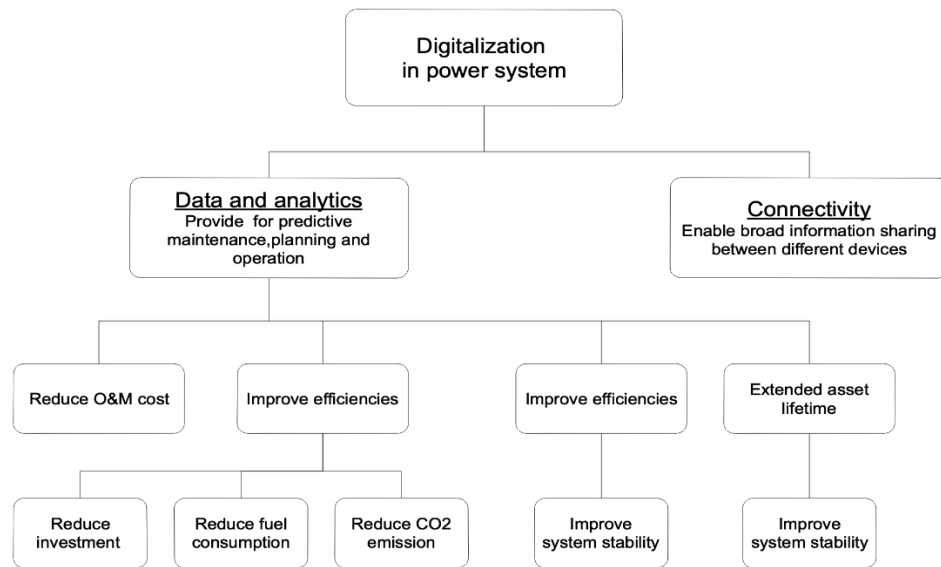 Digitalization
in power system
Data and analytics
Provide for predictive
maintenance,planning and
operation
Connectivity
Enable broad information sharing
between different devices
Reduce O&M cost
Improve efficiencies
Improve efficiencies
Extended asset
lifetime
Reduce
investment
Reduce fuel
consumption
Reduce CO2
emission
Improve
system stability
Improve
system stability